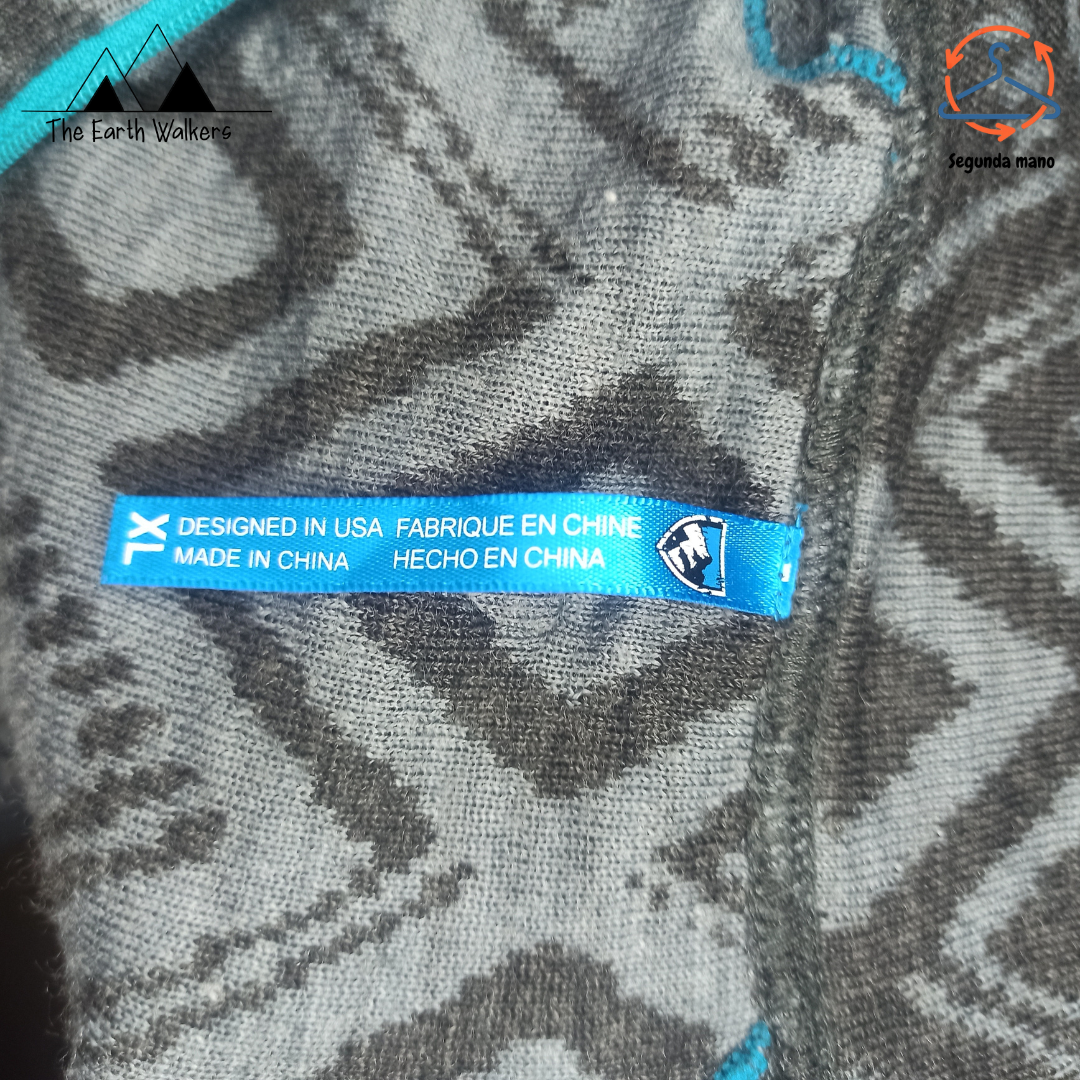 The Earth Walkers
Segunda mano
XL
DESIGNED IN USA FABRIQUE EN CHINE
MADE IN CHINA HECHO EN CHINA